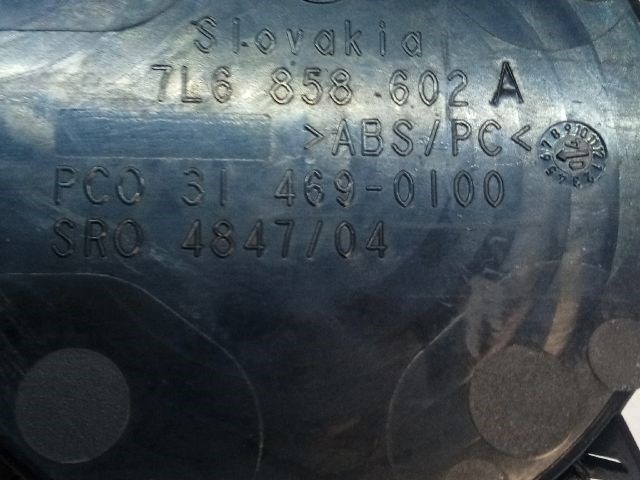 Slovakia
7L6 858 602 A
>ABS/PC<
PCO 31 469-0100
SRO 4847/04